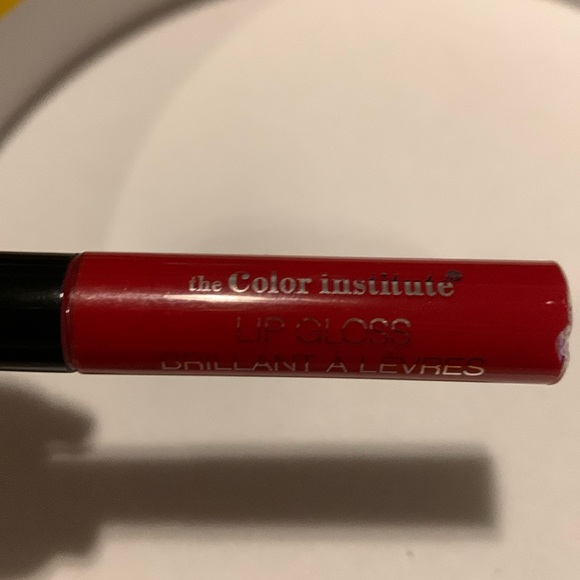 the Color institute®
LIP GLOSS
BRILLANT À LÈVRES